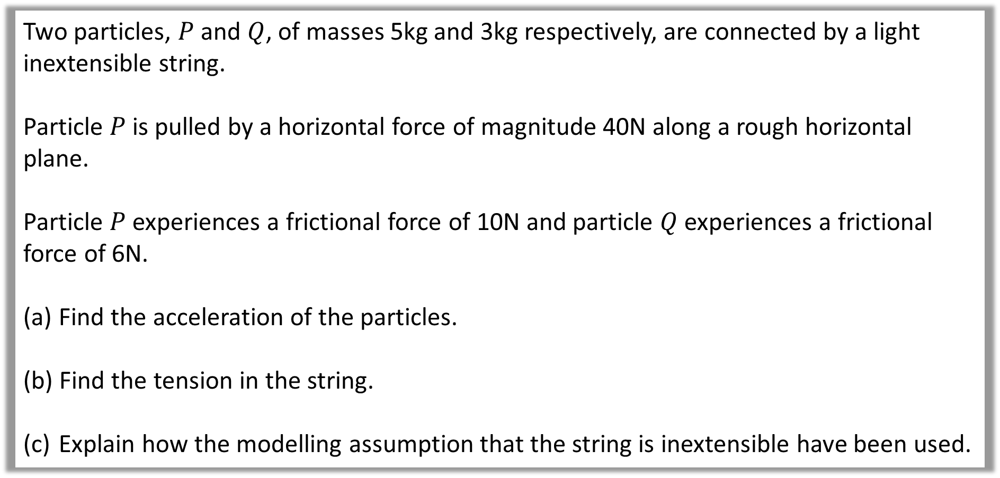 Two particles, P and Q, of masses 5kg and 3kg respectively, are connected by a light
inextensible string.
Particle P is pulled by a horizontal force of magnitude 40N along a rough horizontal
plane.
Particle P experiences a frictional force of 10N and particle Q experiences a frictional
force of 6N.
(a) Find the acceleration of the particles.
(b) Find the tension in the string.
(c) Explain how the modelling assumption that the string is inextensible have been used.